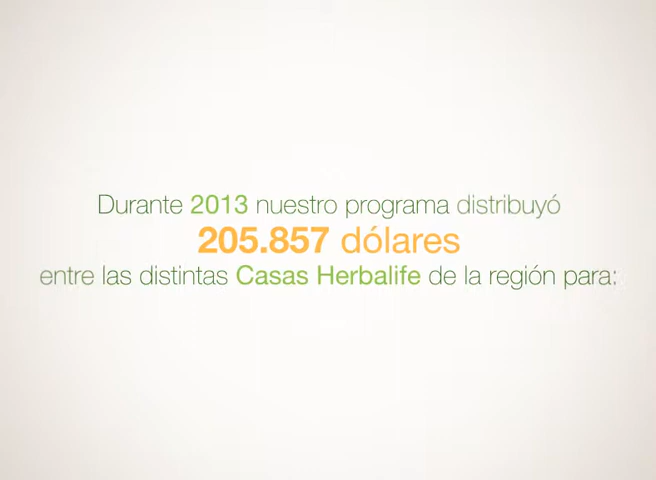 Durante 2013 nuestro programa distribuyó
205.857 dólares
entre las distintas Casas Herbalife de la región para: